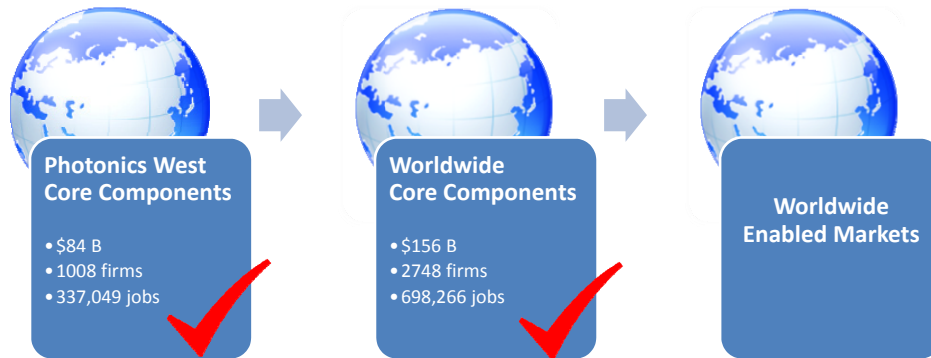 Photonics West
Core Components
• $84 B
• 1008 firms
• 337,049 jobs
Worldwide
Core Components
• $156 B
• 2748 firms
• 698,266 jobs
Worldwide
Enabled Markets